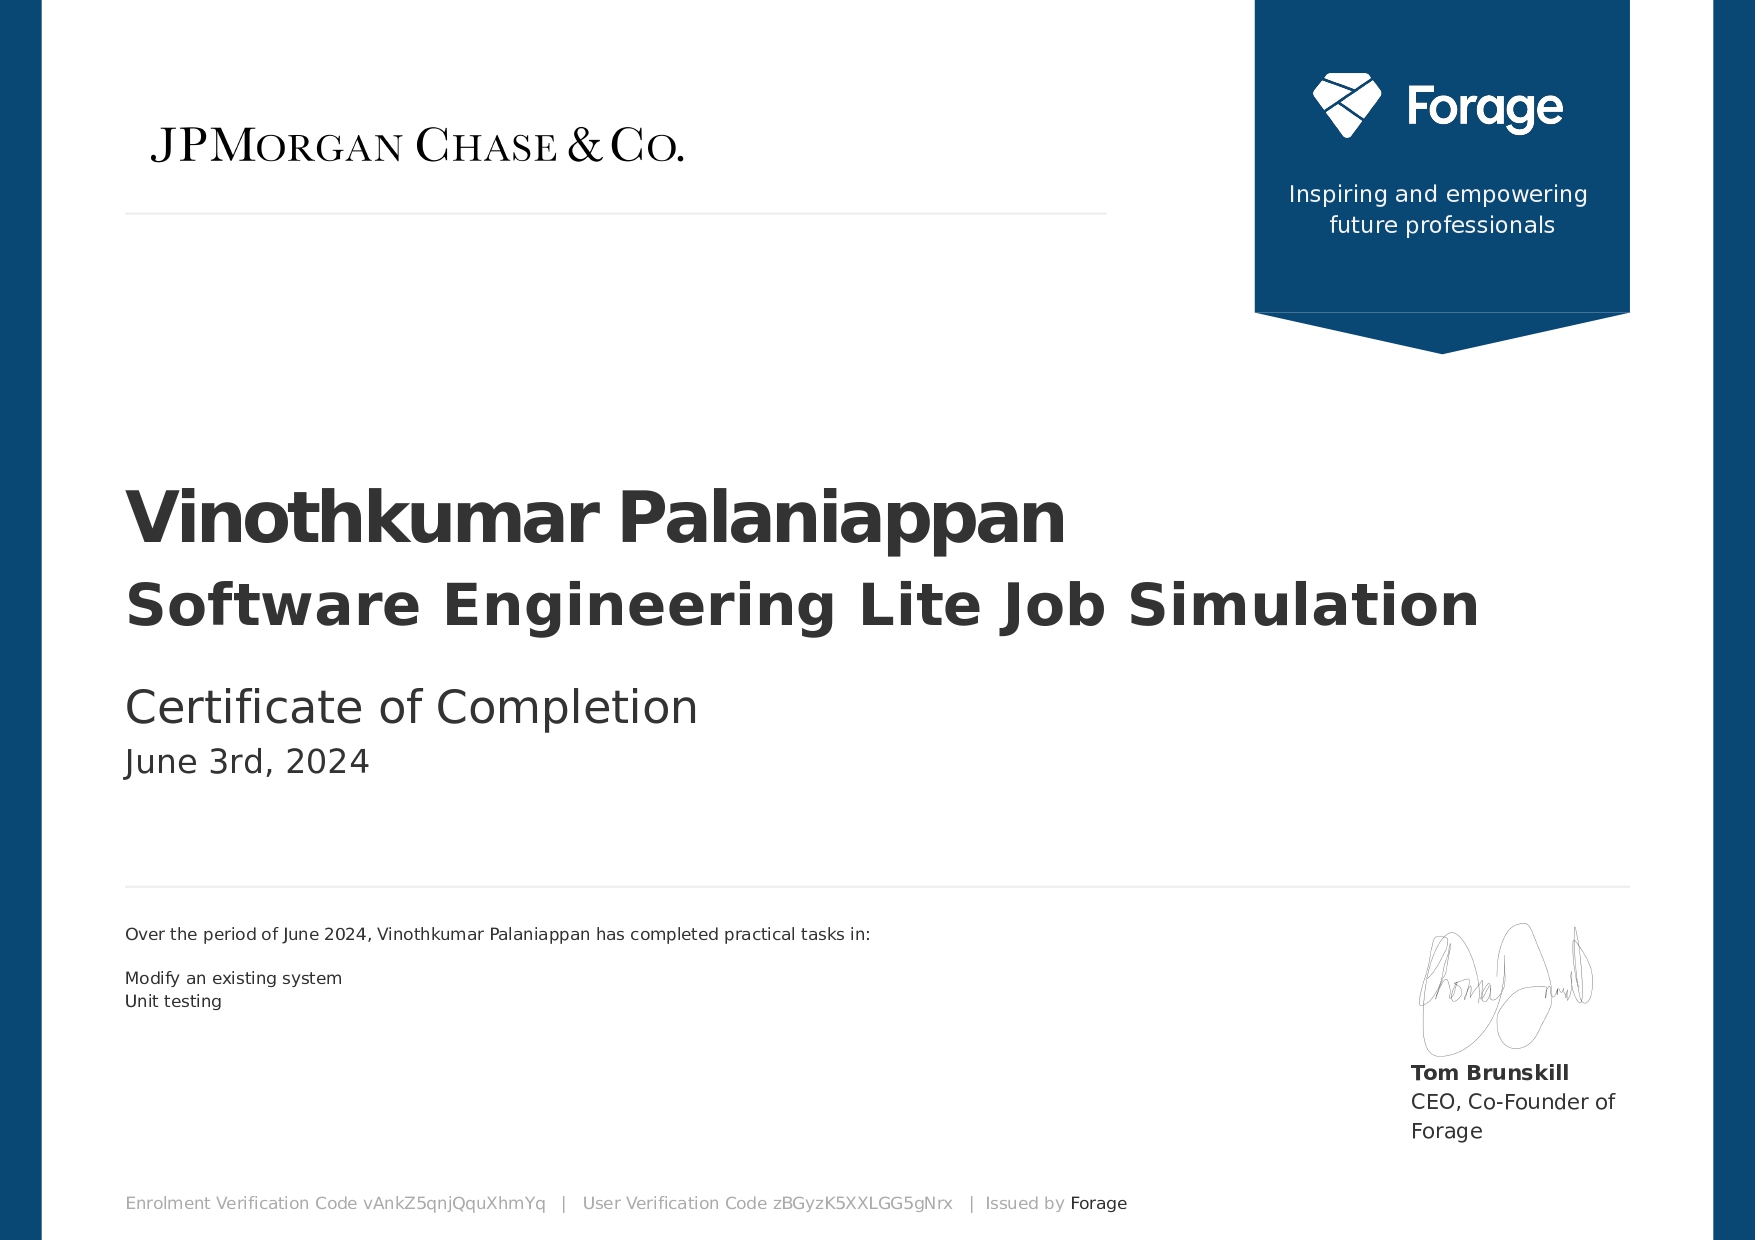 JPMORGAN CHASE & CO.
Forage
Inspiring and empowering
future professionals
Vinothkumar Palaniappan
Software Engineering Lite Job Simulation
Certificate of Completion
June 3rd, 2024
Over the period of June 2024, Vinothkumar Palaniappan has completed practical tasks in:
Modify an existing system
Unit testing
Tom Brunskill
CEO, Co-Founder of
Forage
Enrolment Verification Code vAnkZ5qnjQquXhmYq | User Verification Code zBGyzK5XXLGG5gNrx | Issued by Forage